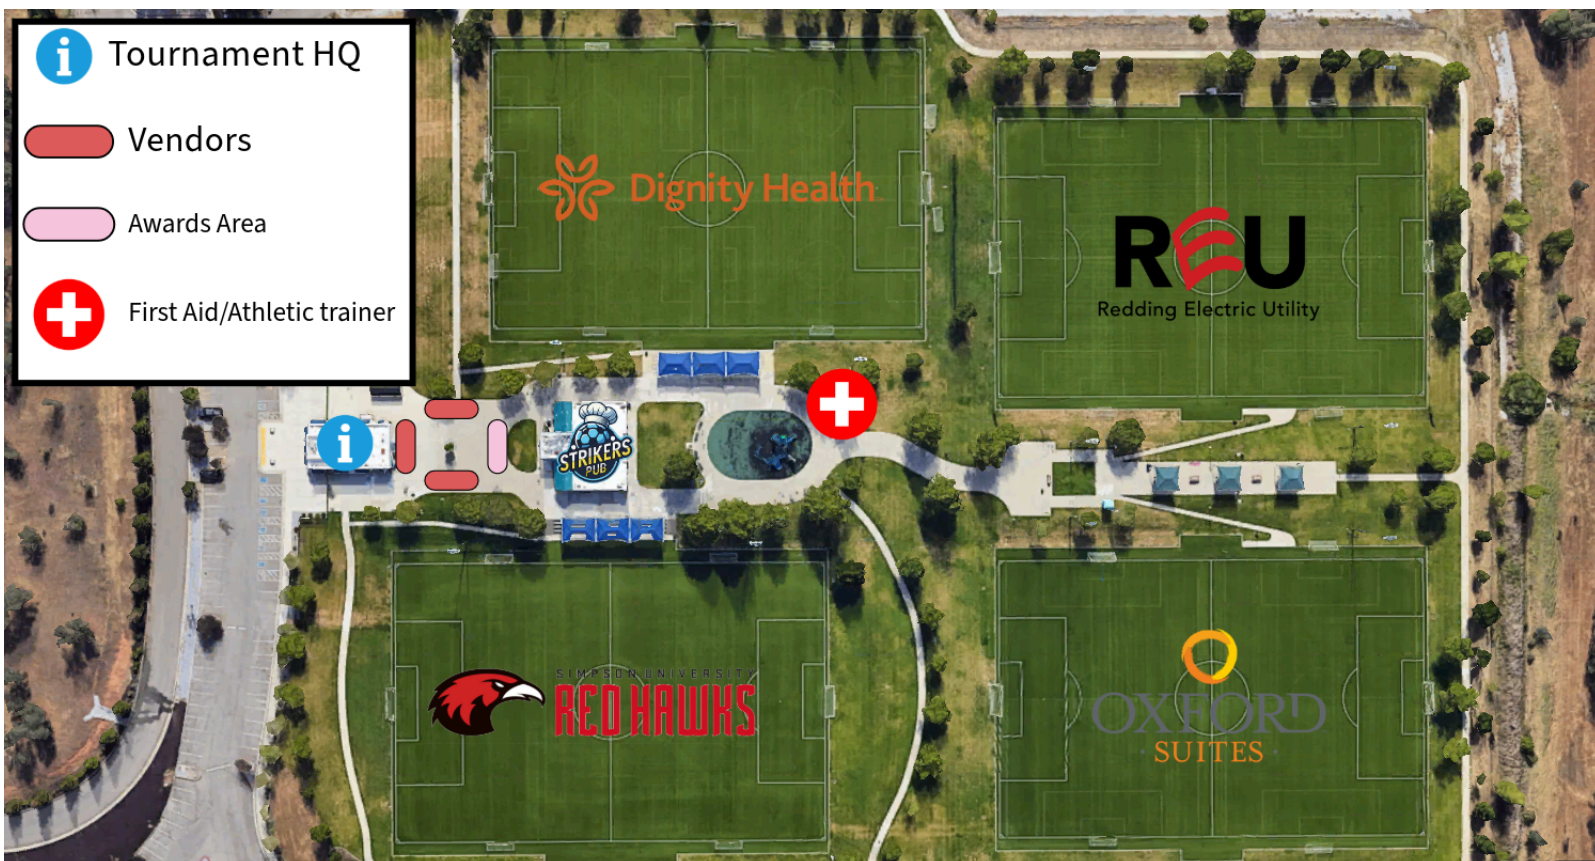 Tournament HQ
Vendors
Awards Area
First Aid/Athletic trainer
Dignity Health
REU
Redding Electric Utility
STRIKERS
PUB
SIMPSON UNIVERSITY
RED HAWKS
OXFORD
SUITES